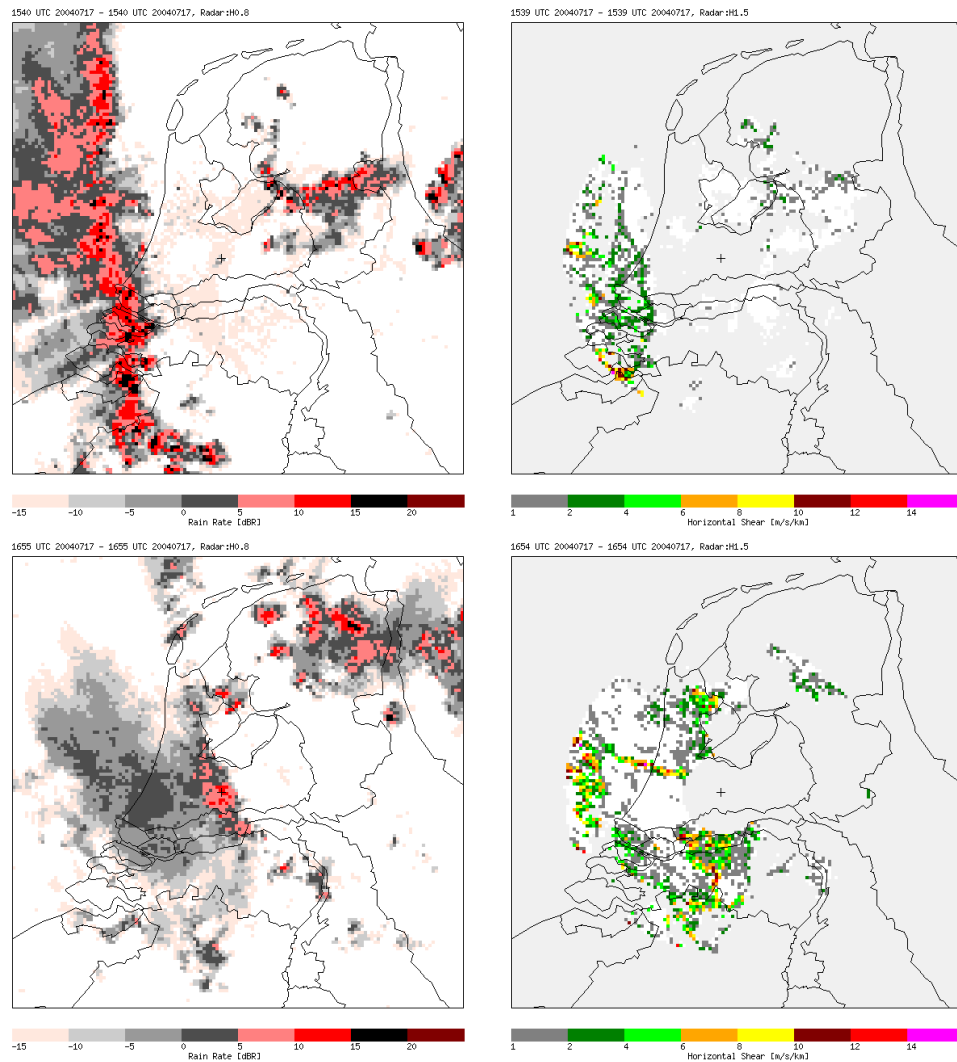 1540 UTC 20040717 - 1540 UTC 20040717, Radar:H0.8
1539 UTC 20040717 - 1539 UTC 20040717, Radar:H1.5
-15 -10 -5 0 5 10 15 20
Rain Rate [dBR]
1 2 4 6 8 10 12 14
Horizontal Shear [m/s/km]
1655 UTC 20040717 - 1655 UTC 20040717, Radar:H0.8
1654 UTC 20040717 - 1654 UTC 20040717, Radar:H1.5
-15 -10 -5 0 5 10 15 20
Rain Rate [dBR]
1 2 4 6 8 10 12 14
Horizontal Shear [m/s/km]